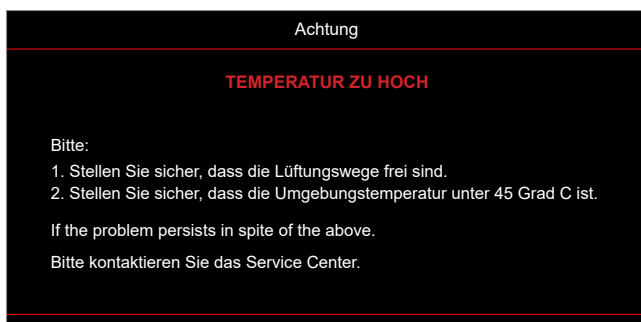 Achtung
TEMPERATUR ZU HOCH
Bitte:
1. Stellen Sie sicher, dass die Lüftungswege frei sind.
2. Stellen Sie sicher, dass die Umgebungstemperatur unter 45 Grad C ist.
If the problem persists in spite of the above.
Bitte kontaktieren Sie das Service Center.